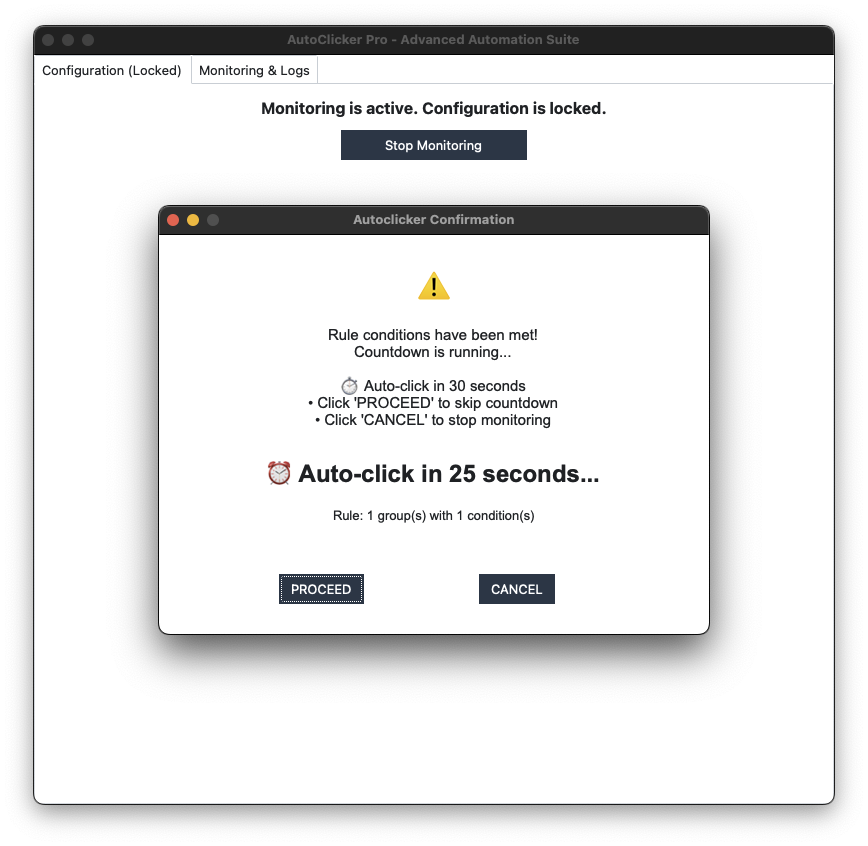 AutoClicker Pro - Advanced Automation Suite
Configuration (Locked) Monitoring & Logs
Monitoring is active. Configuration is locked.
Stop Monitoring
Autoclicker Confirmation
Rule conditions have been met!
Countdown is running...
⏱️ Auto-click in 30 seconds
• Click 'PROCEED' to skip countdown
• Click 'CANCEL' to stop monitoring
⏰ Auto-click in 25 seconds...
Rule: 1 group(s) with 1 condition(s)
PROCEED CANCEL